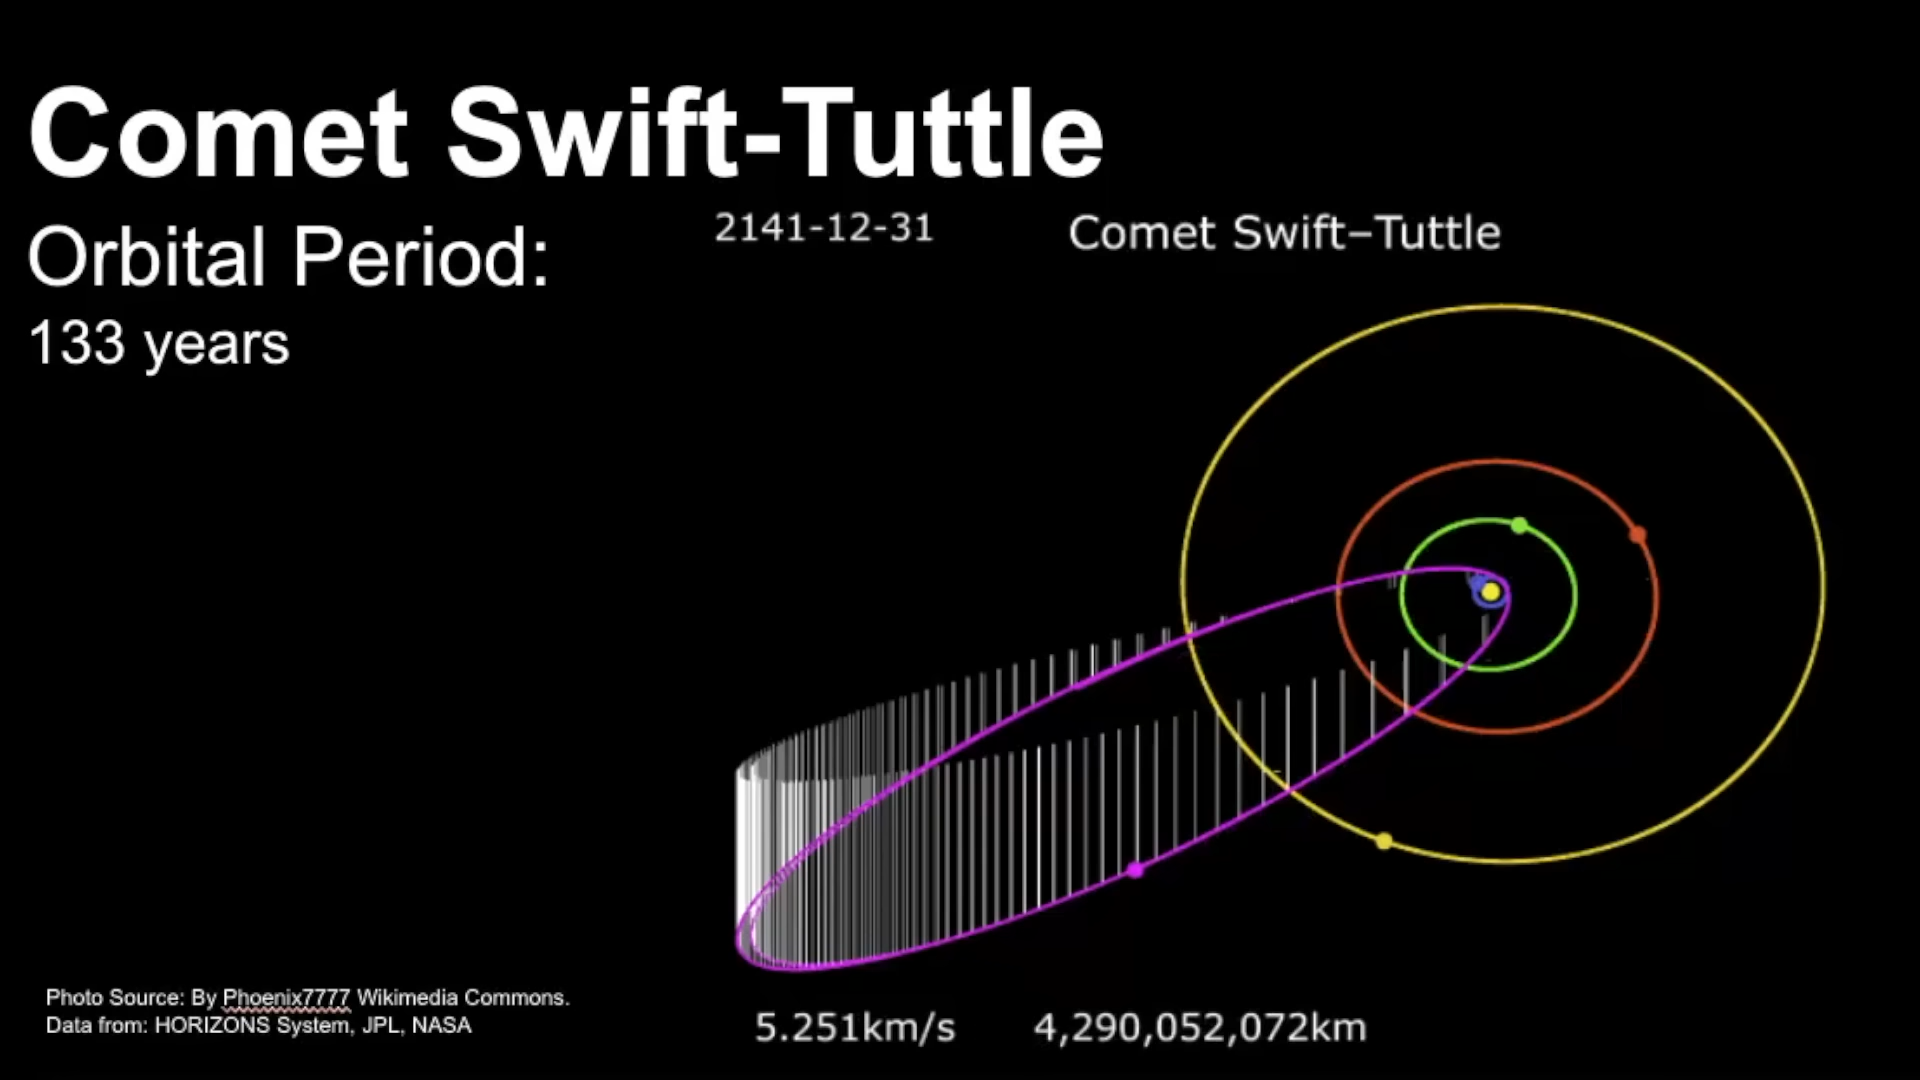 Comet Swift-Tuttle
Orbital Period:
133 years
2141-12-31
Comet Swift–Tuttle
5.251km/s
4,290,052,072km
Photo Source: By Phoenix7777 Wikimedia Commons.
Data from: HORIZONS System, JPL, NASA